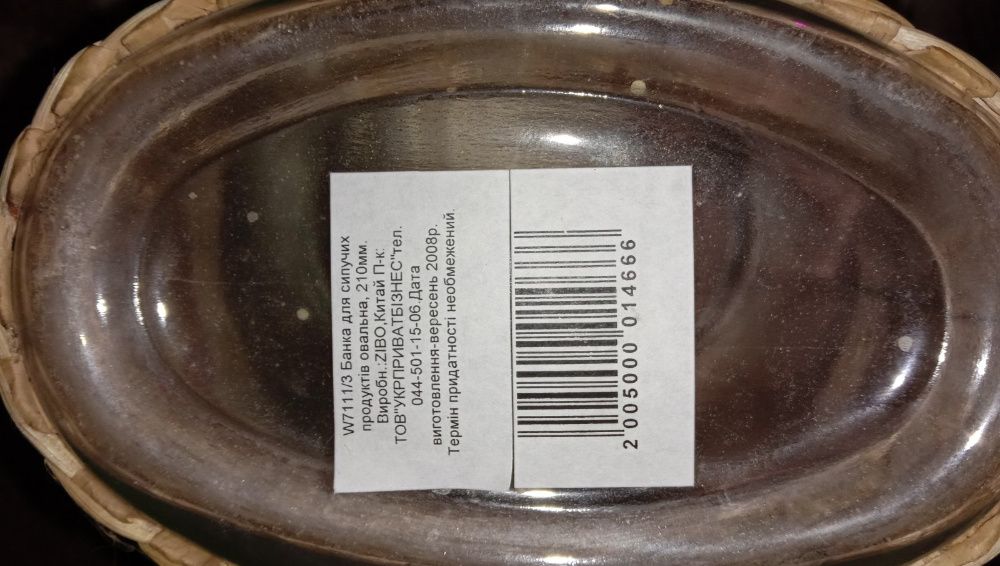 W7111/3 Банка для сипучих
продуктів овальна, 210мм.
Виробн.:ZIBO,Китай П-к:
ТОВ"УКРПРИВАТБІЗНЕС"тел.
044-501-15-06.Дата
виготовлення-вересень 2008р.
Термін придатності необмежений.
2 005000 014666